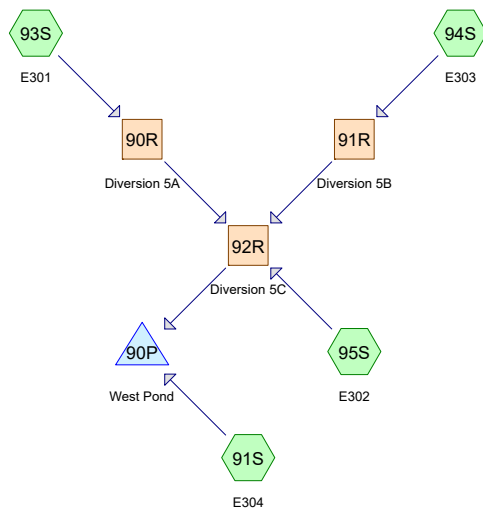 93S
94S
E301
E303
90R
91R
Diversion 5A
Diversion 5B
92R
Diversion 5C
90P
95S
West Pond
E302
91S
E304